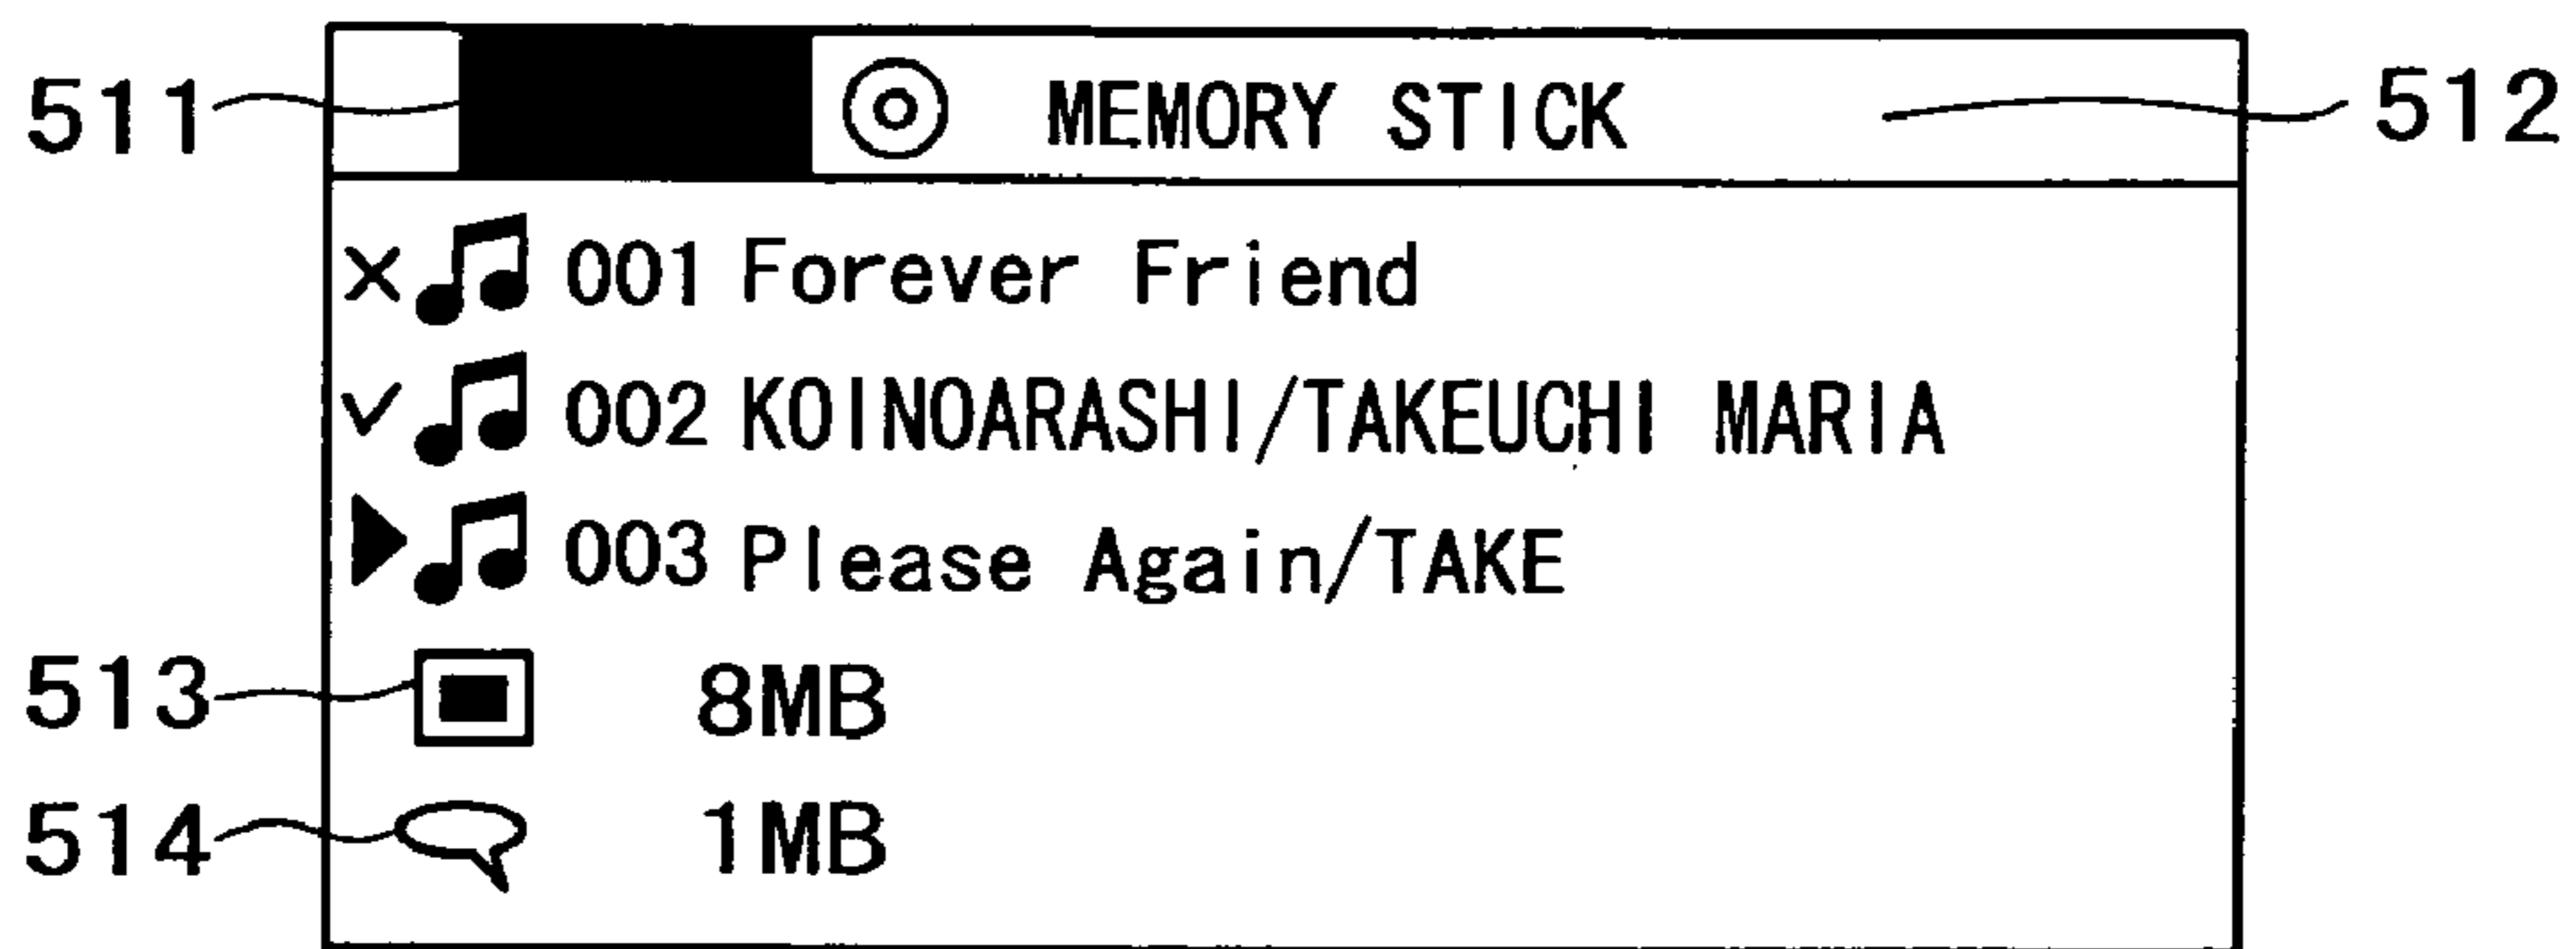 511 MEMORY STICK 512
001 Forever Friend
002 KOINOARASHI/TAKEUCHI MARIA
003 Please Again/TAKE
513 8MB
514 1MB